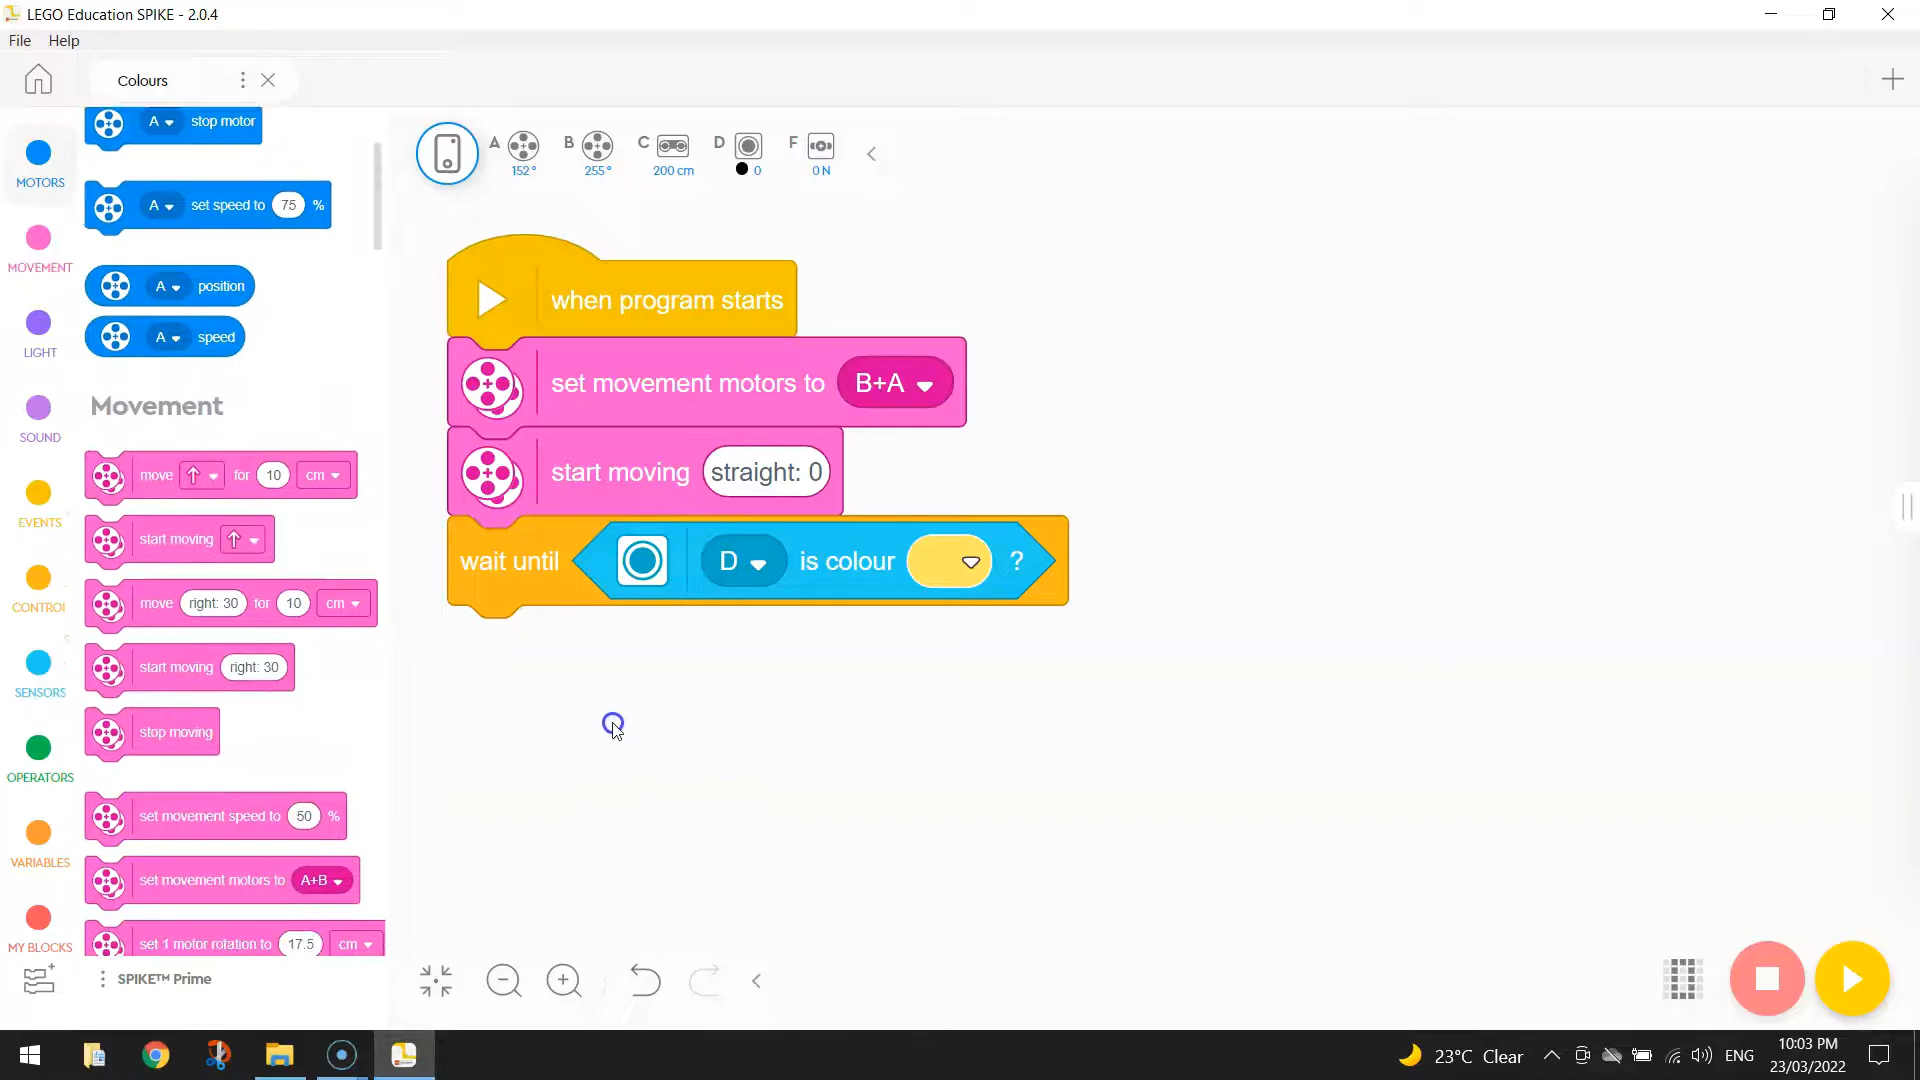 LEGO Education SPIKE - 2.0.4
File Help
Colours
A stop motor
A set speed to 75 %
A position
A speed
Movement
move for 10 cm
start moving
move right: 30 for 10 cm
start moving right: 30
stop moving
set movement speed to 50 %
set movement motors to A+B
set 1 motor rotation to 17.5 cm
MOTORS
MOVEMENT
LIGHT
SOUND
EVENTS
CONTROL
SENSORS
OPERATORS
VARIABLES
MY BLOCKS
SPIKE™ Prime
A 152° B 255° C 200 cm D 0 F 0 N
when program starts
set movement motors to B+A
start moving straight: 0
wait until D is colour ?
23°C Clear
ENG
10:03 PM
23/03/2022